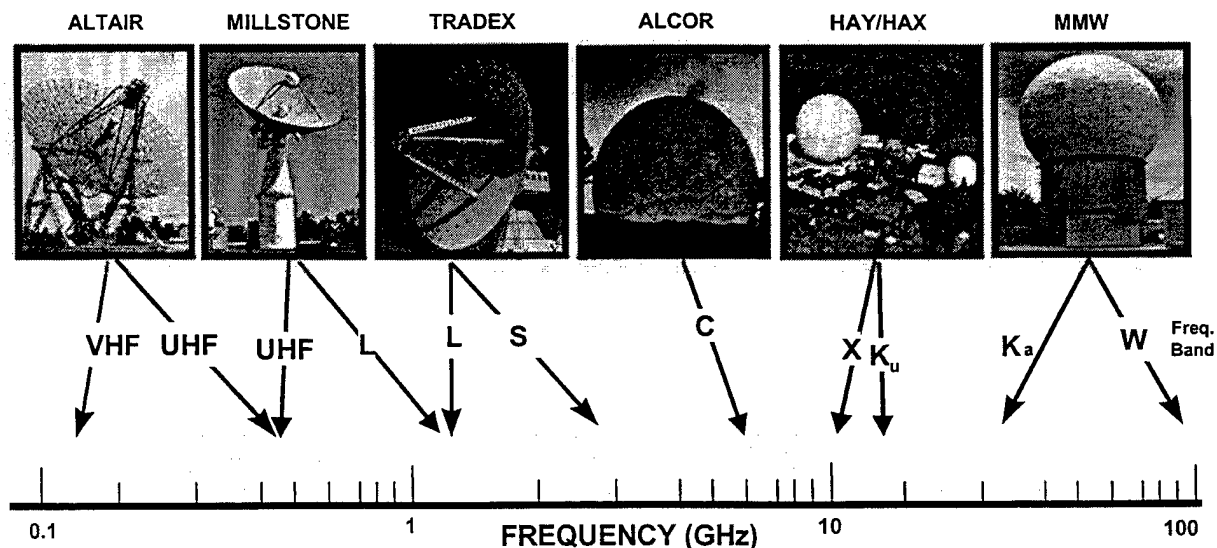 ALTAIR MILLSTONE TRADEX ALCOR HAY/HAX MMW
VHF UHF UHF L L S C X Ku Ka W Freq. Band
0.1 1 10 100
FREQUENCY (GHz)